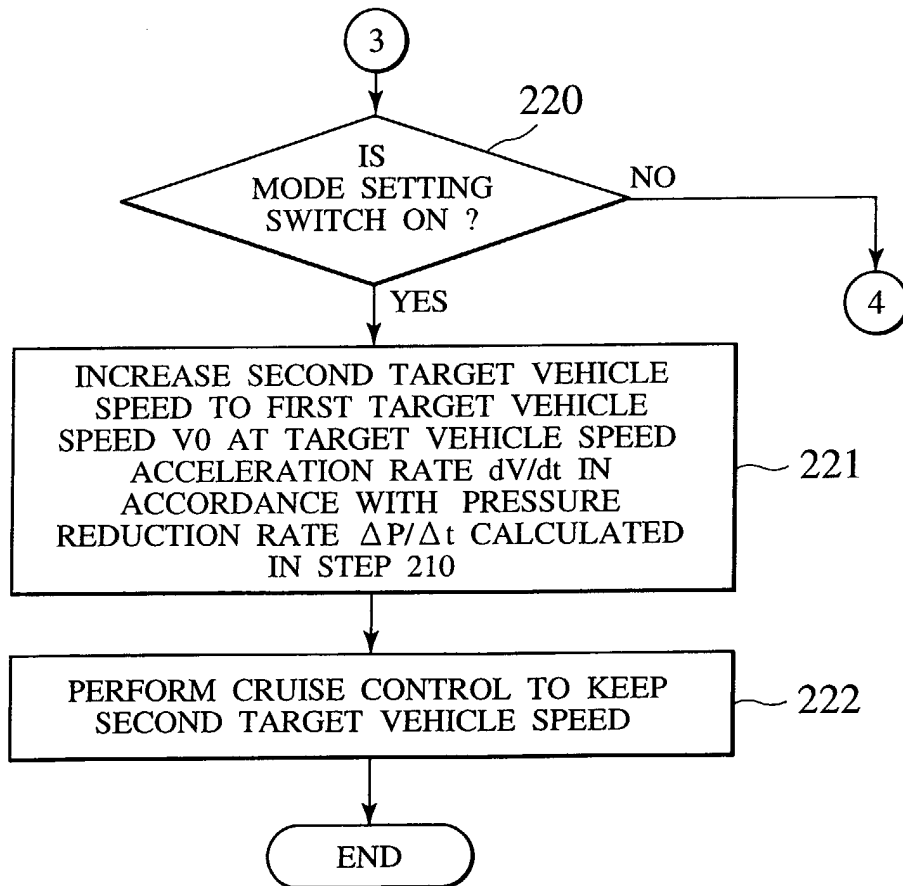 3
220
IS
MODE SETTING
SWITCH ON ?
NO
4
YES
INCREASE SECOND TARGET VEHICLE
SPEED TO FIRST TARGET VEHICLE
SPEED V0 AT TARGET VEHICLE SPEED
ACCELERATION RATE dV/dt IN
ACCORDANCE WITH PRESSURE
REDUCTION RATE ΔP/Δt CALCULATED
IN STEP 210
221
PERFORM CRUISE CONTROL TO KEEP
SECOND TARGET VEHICLE SPEED
222
END